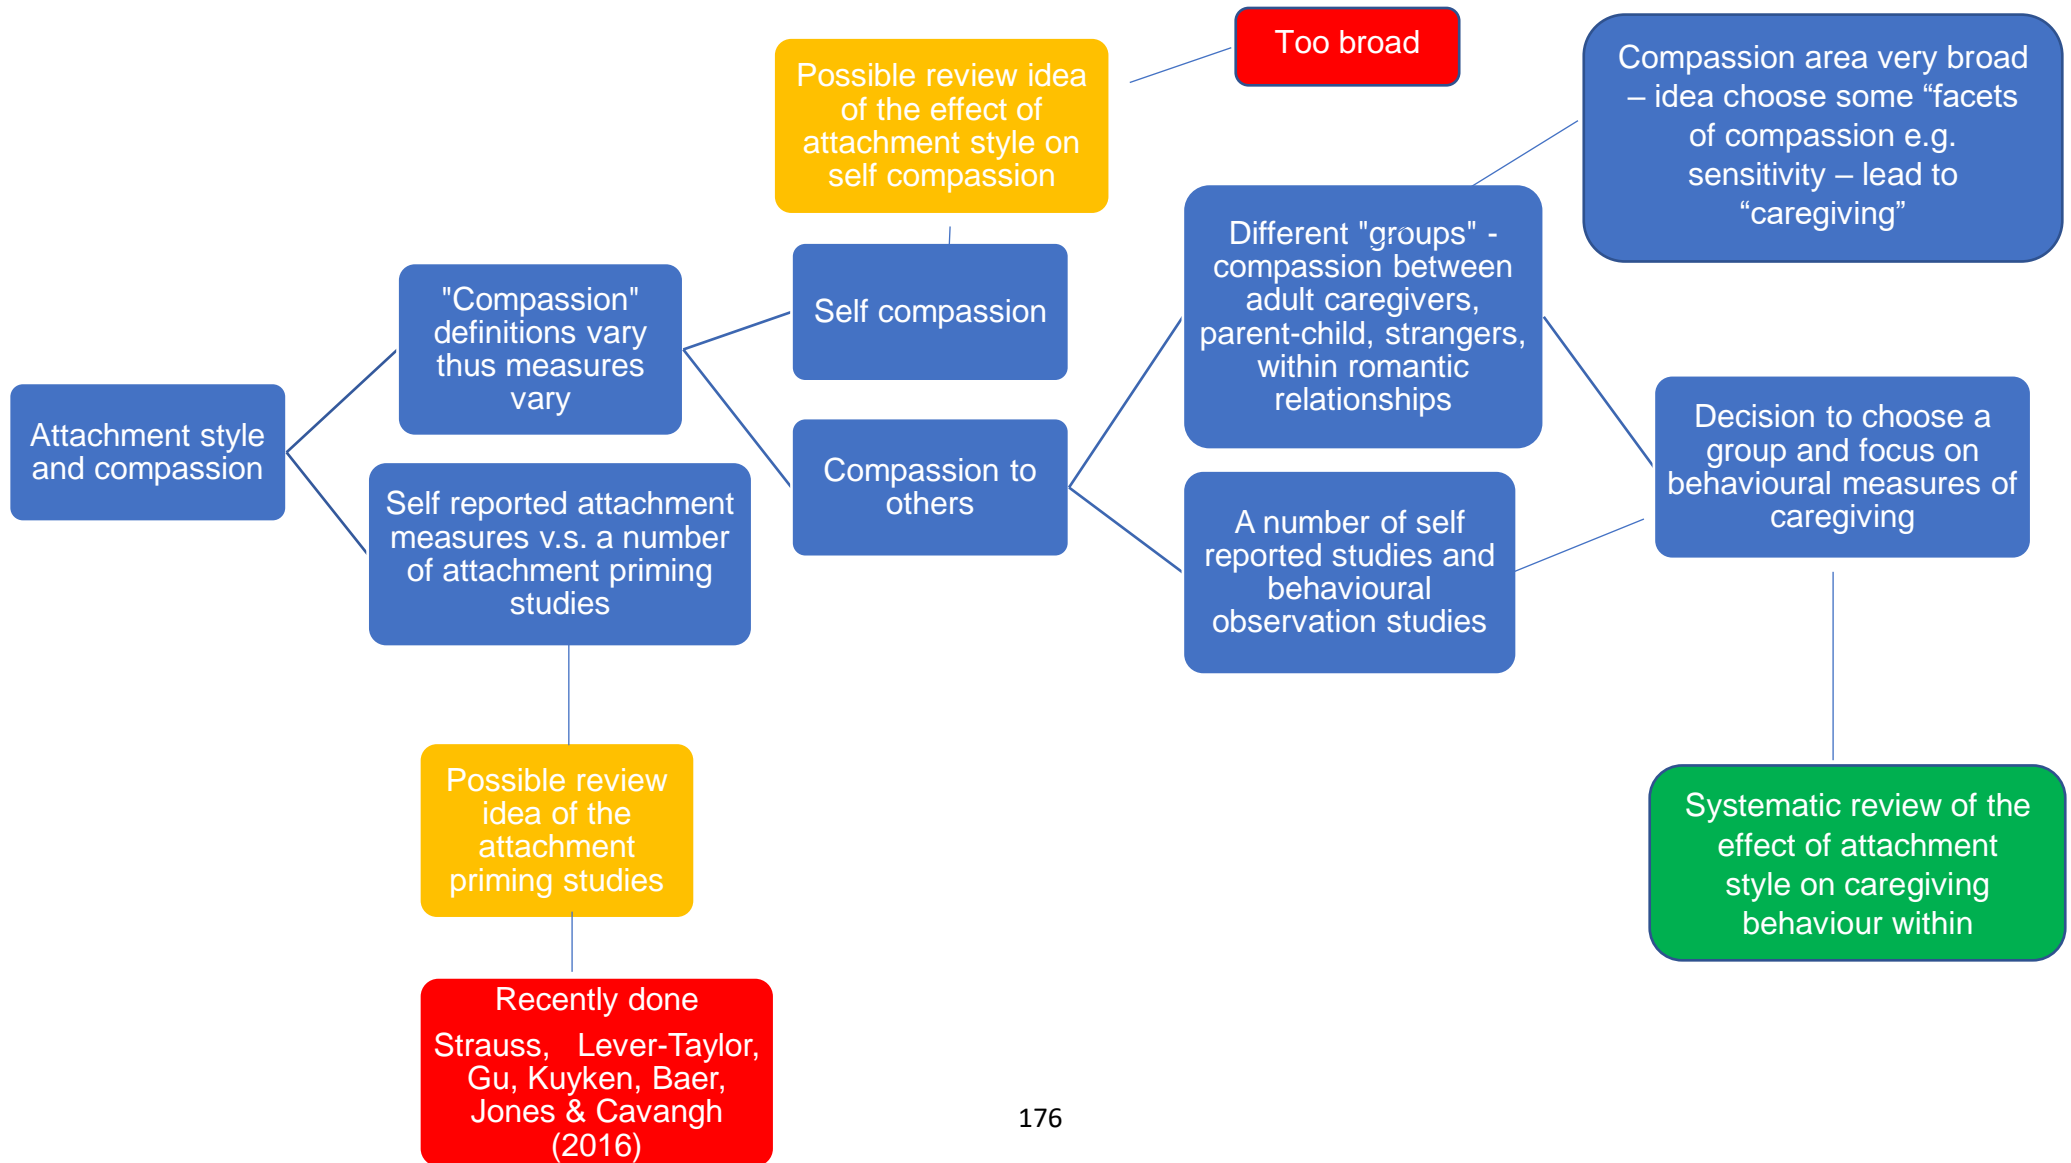 Attachment style
and compassion
"Compassion"
definitions vary
thus measures
vary
Self reported attachment
measures v.s. a number
of attachment priming
studies
Possible review
idea of the
attachment
priming studies
Recently done
Strauss, Lever-Taylor,
Gu, Kuyken, Baer,
Jones & Cavangh
(2016)
Possible review idea
of the effect of
attachment style on
self compassion
Too broad
Self compassion
Compassion to
others
Different "groups" -
compassion between
adult caregivers,
parent-child, strangers,
within romantic
relationships
A number of self
reported studies and
behavioural
observation studies
Compassion area very broad
– idea choose some “facets
of compassion e.g.
sensitivity – lead to
“caregiving”
Decision to choose a
group and focus on
behavioural measures of
caregiving
Systematic review of the
effect of attachment
style on caregiving
behaviour within
176